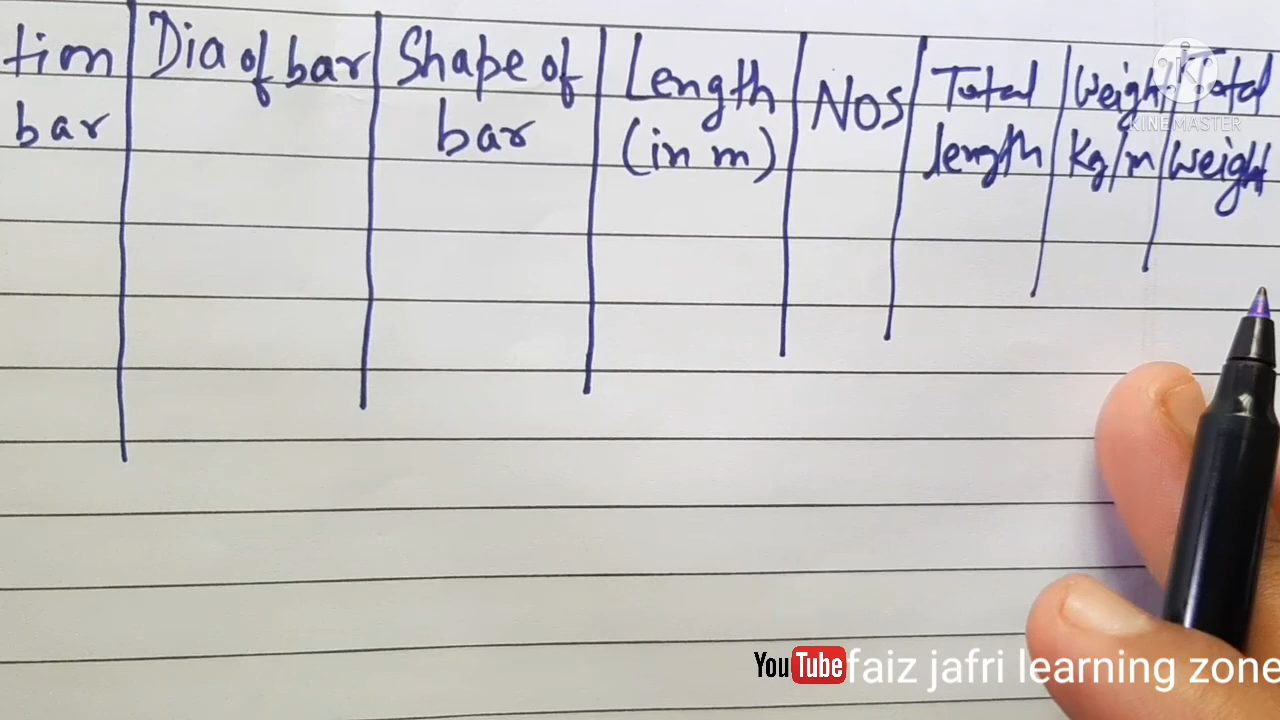 tion bar
Dia of bar
Shape of
bar
Length
(in m)
NOS
Total
length
Weigh
Kg/m
Total
Weight
KINEMASTER
YouTube faiz jafri learning zone